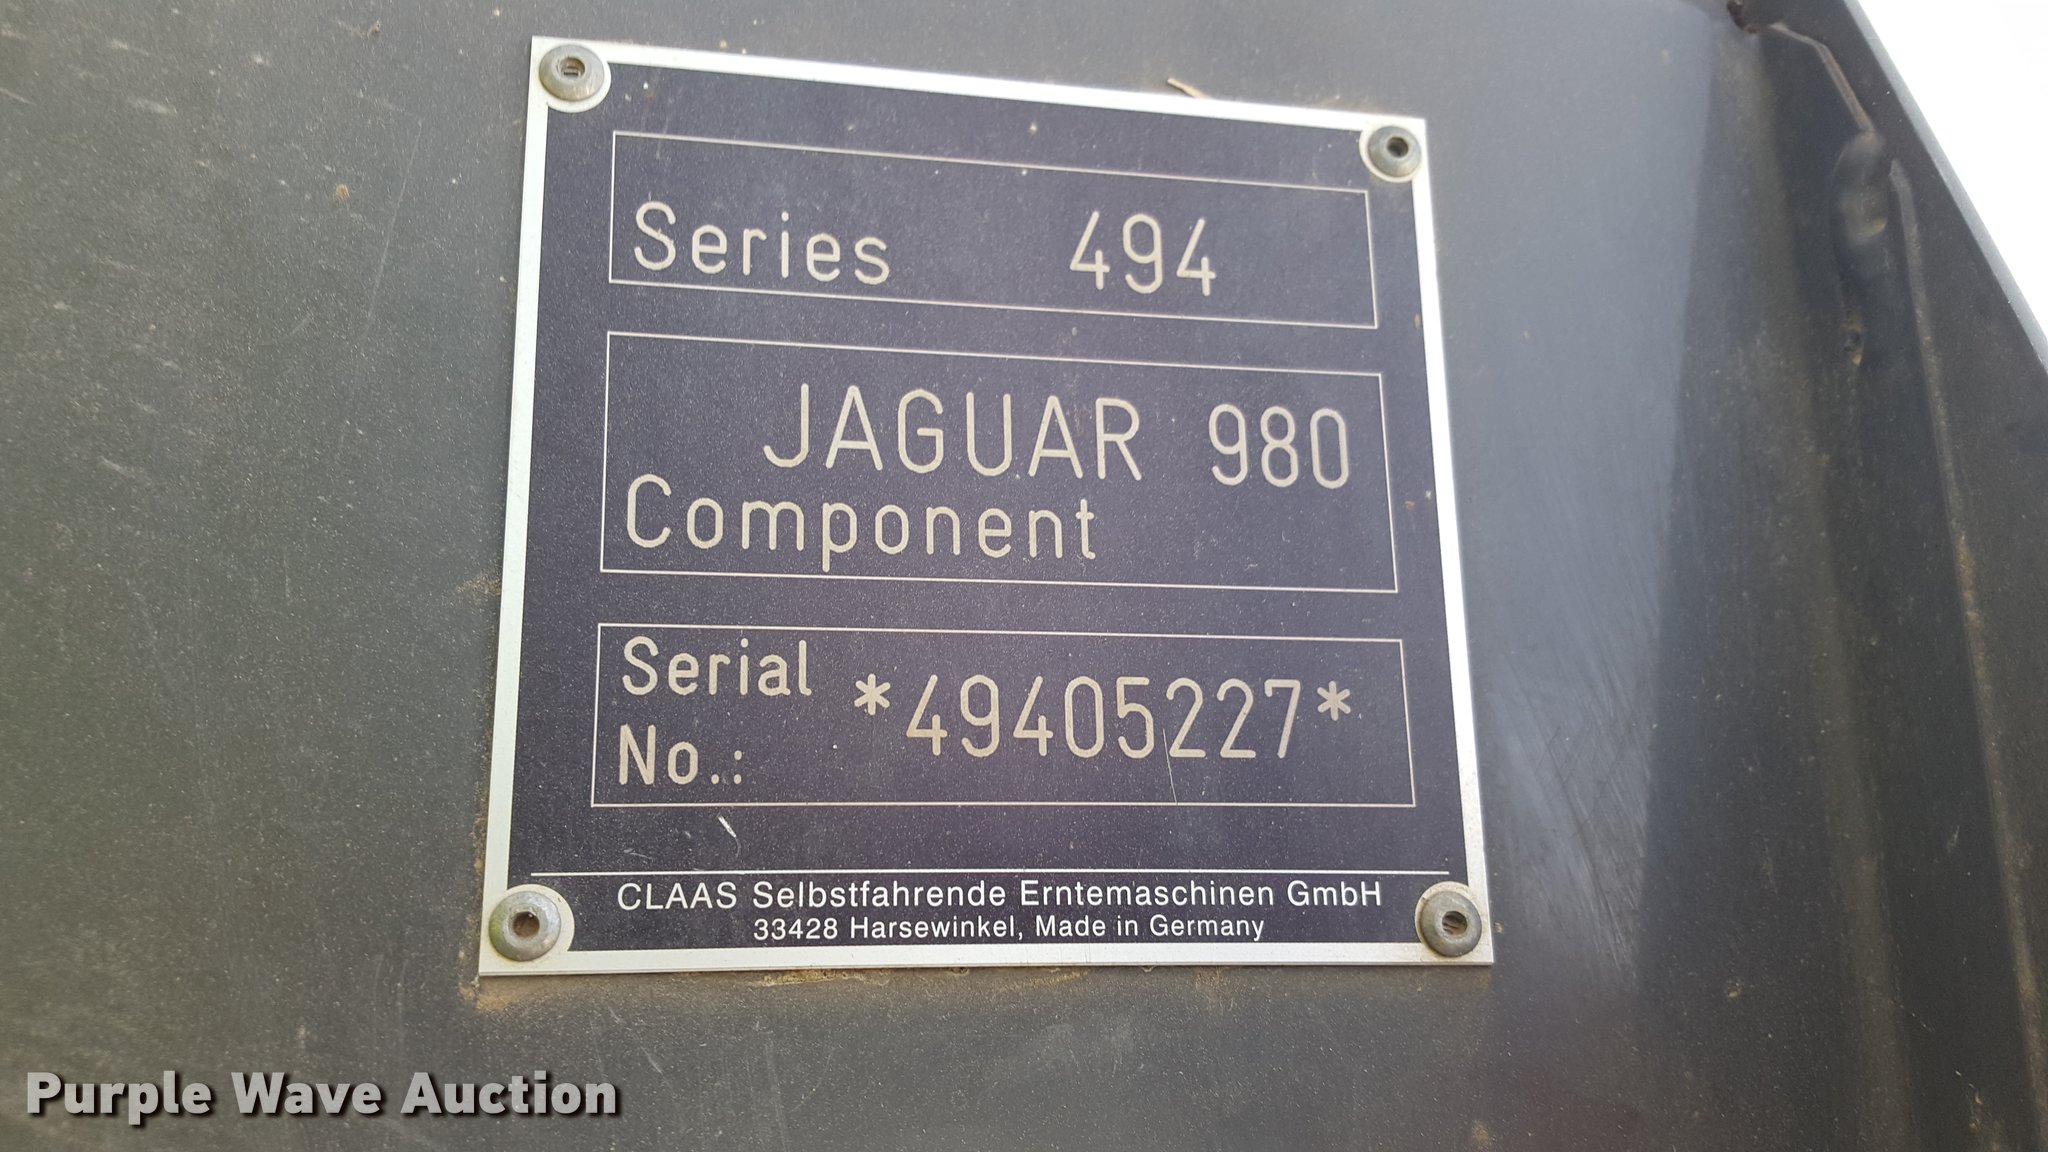 Series 494
JAGUAR 980
Component
Serial
No.: *49405227*
CLAAS Selbstfahrende Erntemaschinen GmbH
33428 Harsewinkel, Made in Germany
Purple Wave Auction